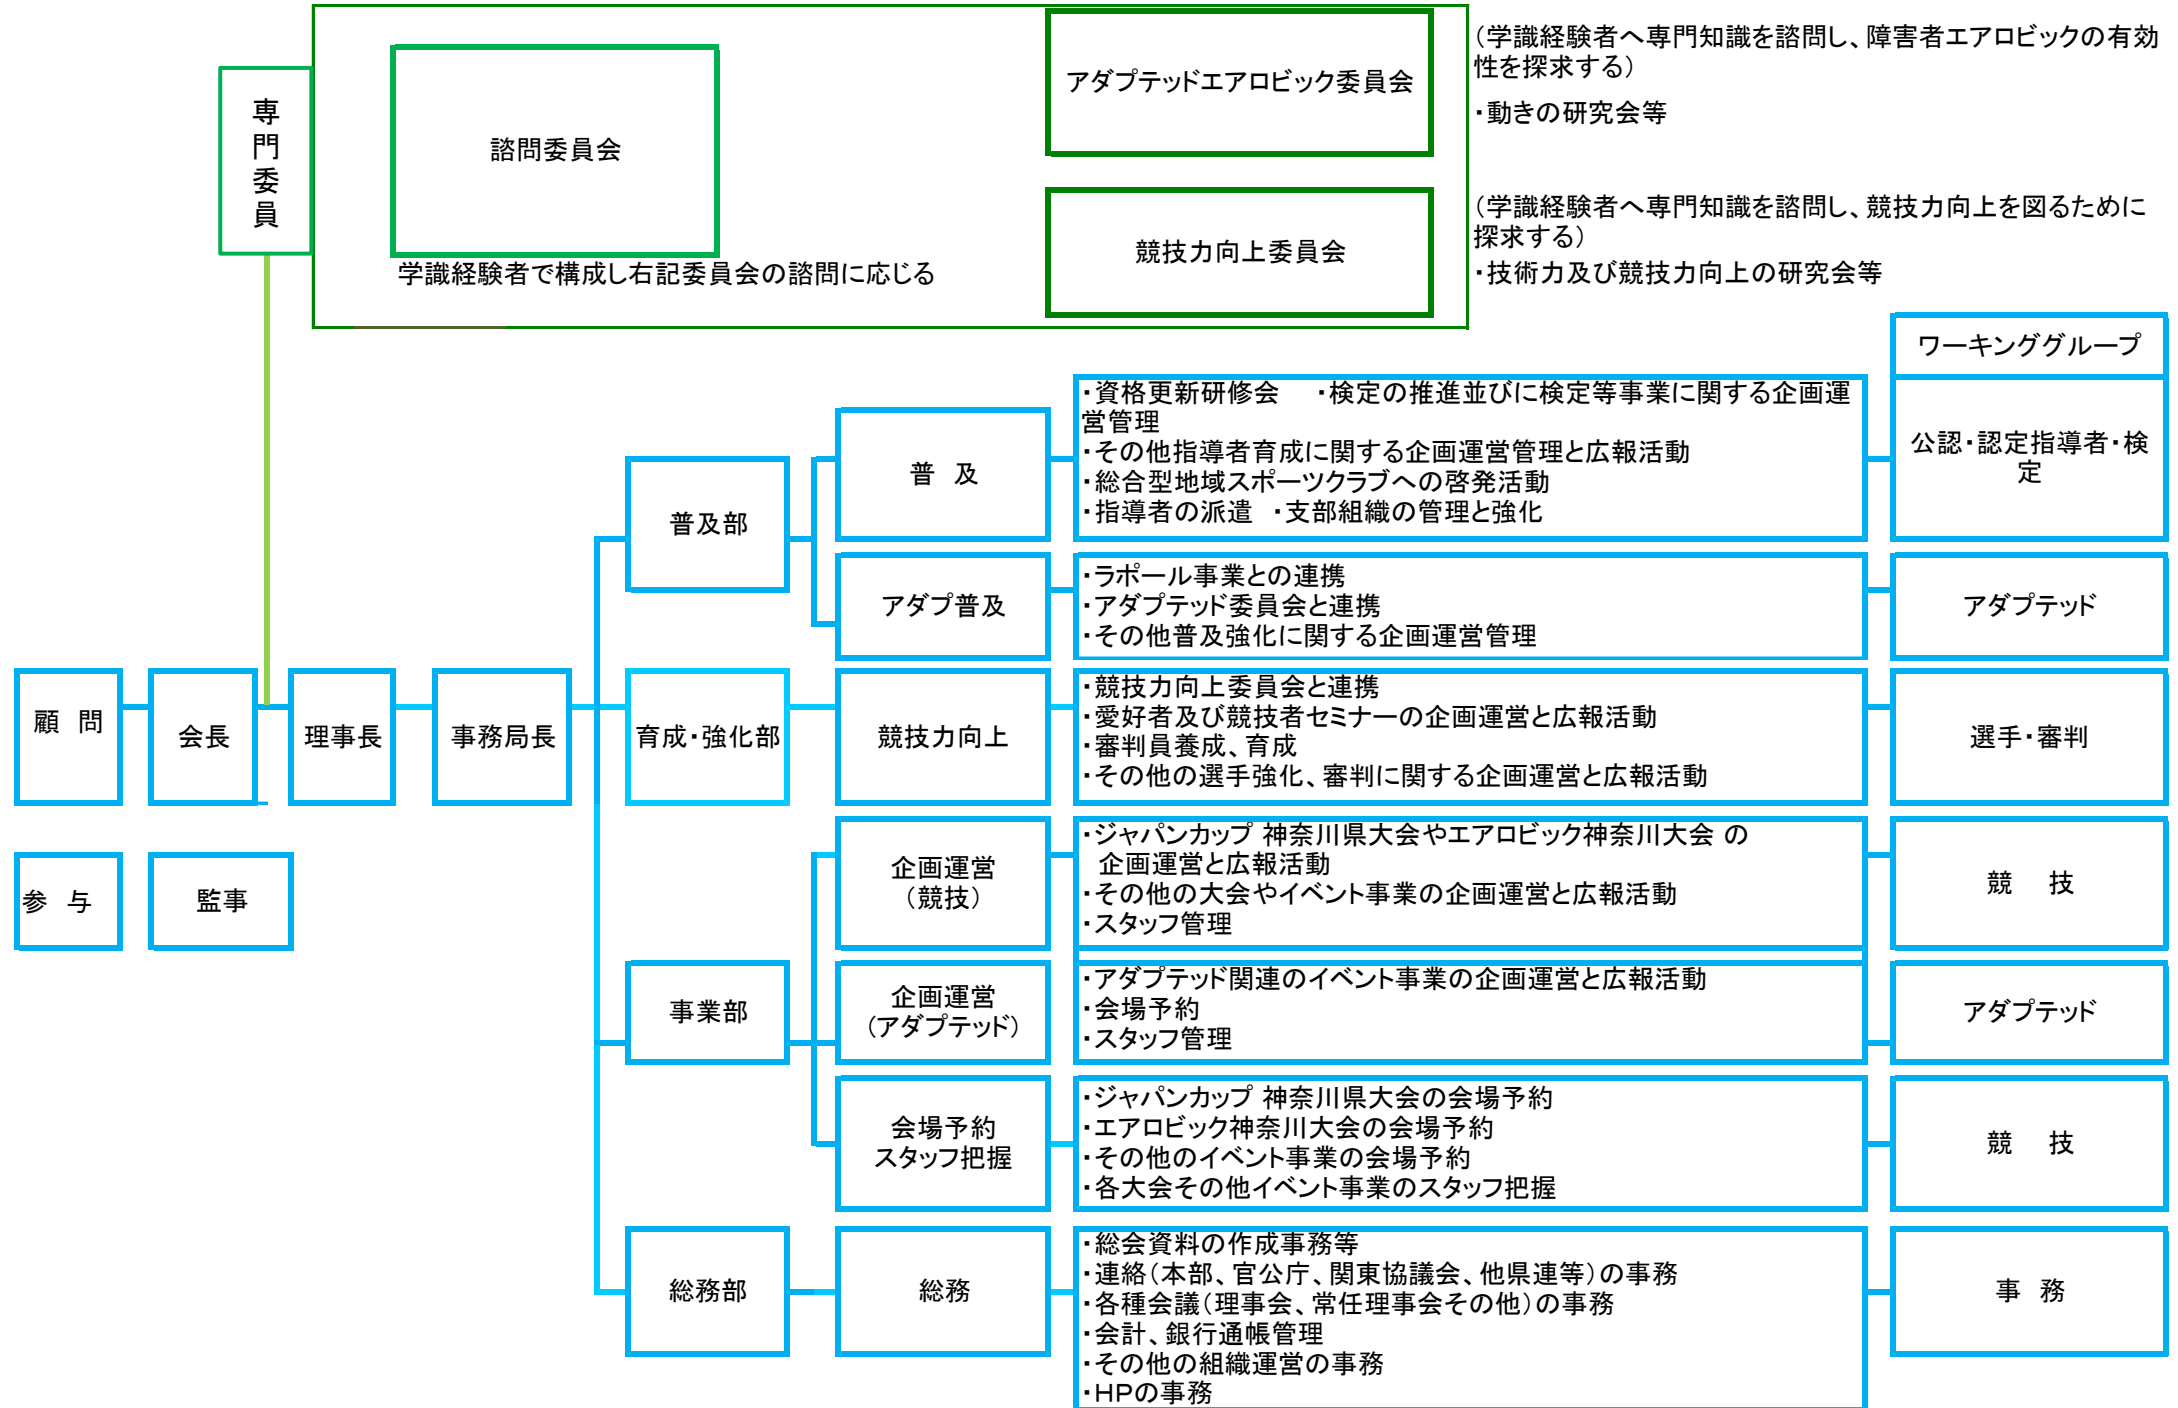 専門委員
諮問委員会
学識経験者で構成し右記委員会の諮問に応じる
アダプテッドエアロビック委員会
（学識経験者へ専門知識を諮問し、障害者エアロビックの有効
性を探求する）
・動きの研究会等
競技力向上委員会
（学識経験者へ専門知識を諮問し、競技力向上を図るために
探求する）
・技術力及び競技力向上の研究会等
ワーキンググループ
顧　問
会長
理事長
事務局長
参　与
監事
普及部
普　及
・資格更新研修会　・検定の推進並びに検定等事業に関する企画運
営管理
・その他指導者育成に関する企画運営管理と広報活動
・総合型地域スポーツクラブへの啓発活動
・指導者の派遣　・支部組織の管理と強化
公認・認定指導者・検
定
アダプ普及
・ラポール事業との連携
・アダプテッド委員会と連携
・その他普及強化に関する企画運営管理
アダプテッド
育成・強化部
競技力向上
・競技力向上委員会と連携
・愛好者及び競技者セミナーの企画運営と広報活動
・審判員養成、育成
・その他の選手強化、審判に関する企画運営と広報活動
選手・審判
事業部
企画運営
（競技）
・ジャパンカップ 神奈川県大会やエアロビック神奈川大会 の
企画運営と広報活動
・その他の大会やイベント事業の企画運営と広報活動
・スタッフ管理
競　技
企画運営
（アダプテッド）
・アダプテッド関連のイベント事業の企画運営と広報活動
・会場予約
・スタッフ管理
アダプテッド
会場予約
スタッフ把握
・ジャパンカップ 神奈川県大会の会場予約
・エアロビック神奈川大会の会場予約
・その他のイベント事業の会場予約
・各大会その他イベント事業のスタッフ把握
競　技
総務部
総務
・総会資料の作成事務等
・連絡（本部、官公庁、関東協議会、他県連等）の事務
・各種会議（理事会、常任理事会その他）の事務
・会計、銀行通帳管理
・その他の組織運営の事務
・HPの事務
事　務